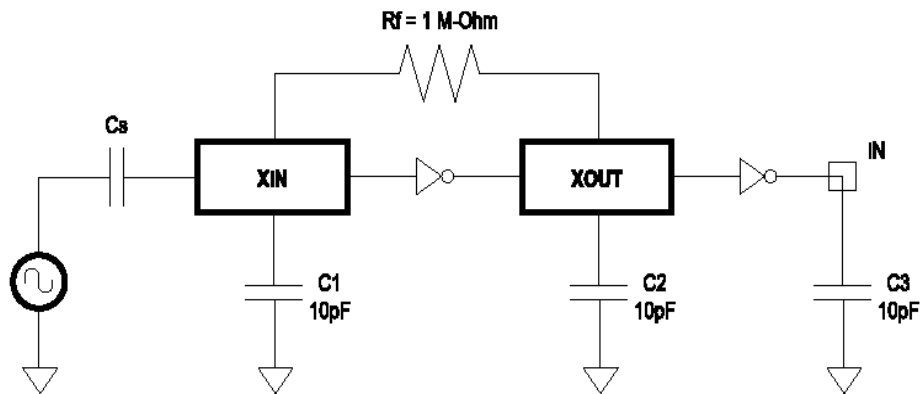 Rf = 1 M-Ohm
Cs
XIN
XOUT
IN
C1
10pF
C2
10pF
C3
10pF